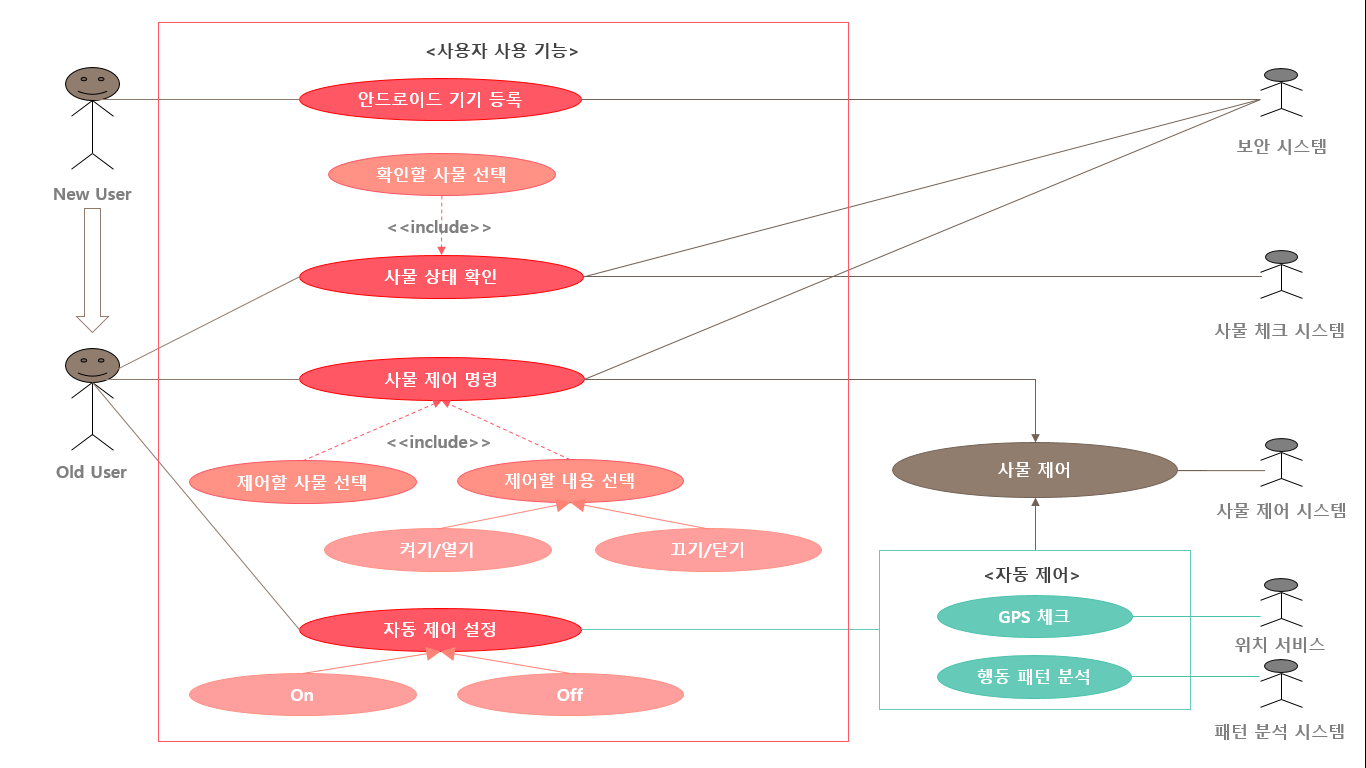 <사용자 사용 기능>
안드로이드 기기 등록
보안 시스템
확인할 사물 선택
New User
<<include>>
사물 상태 확인
사물 체크 시스템
사물 제어 명령
<<include>>
Old User
제어할 사물 선택
제어할 내용 선택
사물 제어
사물 제어 시스템
켜기/열기
끄기/닫기
<자동 제어>
GPS 체크
위치 서비스
자동 제어 설정
행동 패턴 분석
On
Off
패턴 분석 시스템